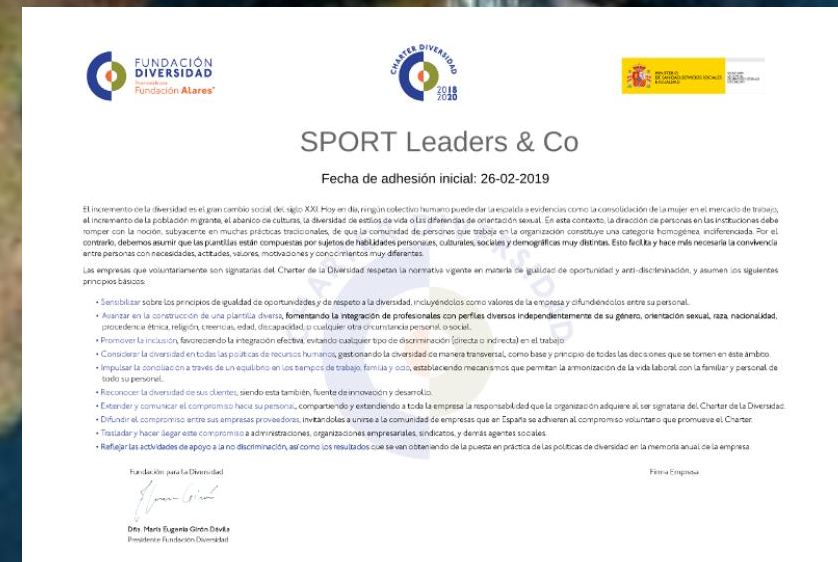 FUNDACIÓN
DIVERSIDAD
Fundación Alares
CHARTER DIVERSIDAD
2018
2020
MINISTERIO
DE SANIDAD, SERVICIOS SOCIALES
E IGUALDAD
SPORT Leaders & Co
Fecha de adhesión inicial: 26-02-2019
El incremento de la diversidad es el gran cambio social del siglo XXI. Hoy en día, ningún colectivo humano puede dar la espalda a evidencias como la consolidación de la mujer en el mercado de trabajo,
el incremento de la población migrante, el abanico de culturas, la diversidad de estilos de vida o las diferencias de orientación sexual. En este contexto, la dirección de personas en las instituciones debe
romper con la noción, subyacente en muchas prácticas tradicionales, de que la comunidad de personas que trabaja en la organización constituye una categoría homogénea, indiferenciada. Por el
contrario, debemos asumir que las plantillas están compuestas por sujetos de habilidades personales, culturales, sociales y demográficas muy distintas. Esto facilita y hace más necesaria la convivencia
entre personas con necesidades, actitudes, valores, motivaciones y conocimientos muy diferentes.
Las empresas que voluntariamente son signatarias del Charter de la Diversidad respetan la normativa vigente en materia de igualdad de oportunidad y anti-discriminación, y asumen los siguientes
principios básicos:
• Sensibilizar sobre los principios de igualdad de oportunidades y de respeto a la diversidad, incluyéndolos como valores de la empresa y difundiéndolos entre su personal.
• Avanzar en la construcción de una plantilla diversa, fomentando la integración de profesionales con perfiles diversos independientemente de su género, orientación sexual, raza, nacionalidad,
procedencia étnica, religión, creencias, edad, discapacidad, o cualquier otra circunstancia personal o social.
• Promover la inclusión, favoreciendo la integración efectiva, evitando cualquier tipo de discriminación (directa o indirecta) en el trabajo
• Considerar la diversidad en todas las políticas de recursos humanos, gestionando la diversidad de manera transversal, como base y principio de todas las decisiones que se tomen en este ámbito.
• Impulsar la conciliación a través de un equilibrio en los tiempos de trabajo, familia y ocio, estableciendo mecanismos que permitan la armonización de la vida laboral con la familiar y personal de
todo su personal.
• Reconocer la diversidad de sus clientes, siendo esta también, fuente de innovación y desarrollo.
• Extender y comunicar el compromiso hacia su personal, compartiendo y extendiendo a toda la empresa la responsabilidad que la organización adquiere al ser signataria del Charter de la Diversidad.
• Difundir el compromiso entre sus empresas proveedoras, invitándoles a unirse a la comunidad de empresas que en España se adhieren al compromiso voluntario que promueve el Charter.
• Trasladar y hacer llegar este compromiso a administraciones, organizaciones empresariales, sindicatos, y demás agentes sociales.
• Reflejar las actividades de apoyo a la no discriminación, así como los resultados que se van obteniendo de la puesta en práctica de las políticas de diversidad en la memoria anual de la empresa.
Fundación para la Diversidad
Firma Empresa
Dña. María Eugenia Girón Dávila
Presidente Fundación Diversidad